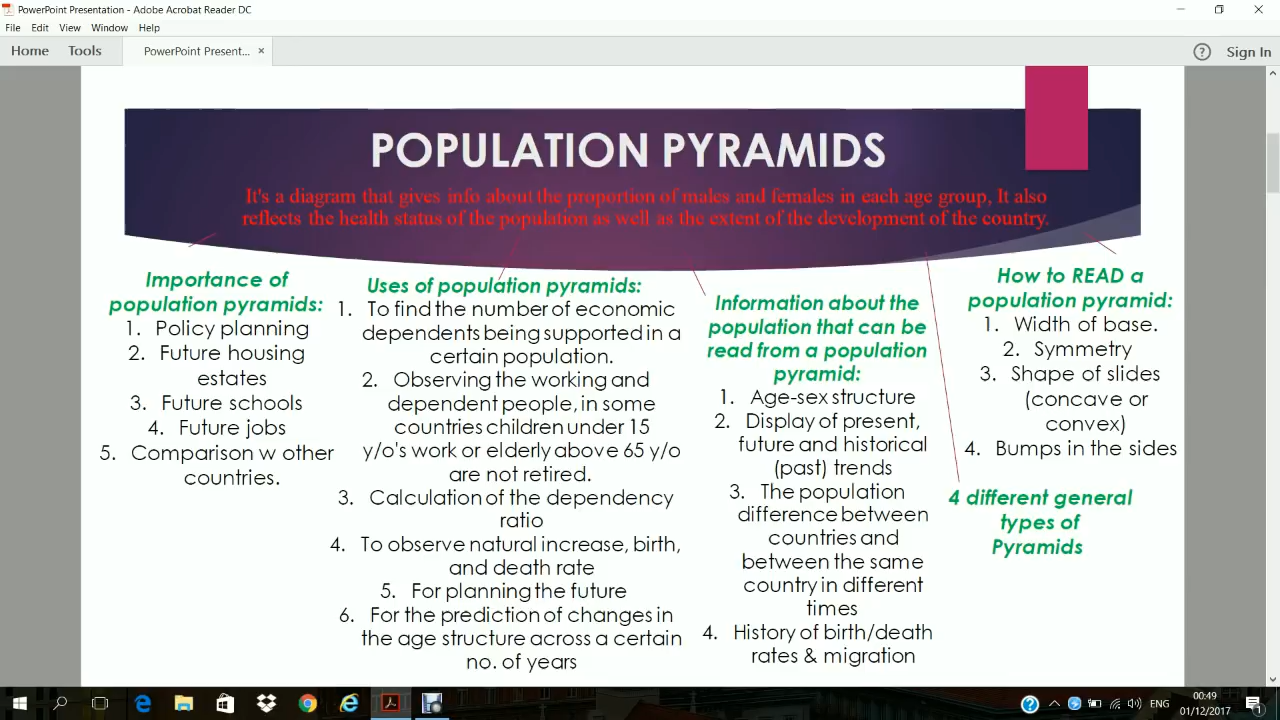 PowerPoint Presentation - Adobe Acrobat Reader DC
File Edit View Window Help
Home Tools PowerPoint Present... × ? Sign In
POPULATION PYRAMIDS
It's a diagram that gives info about the proportion of males and females in each age group, It also
reflects the health status of the population as well as the extent of the development of the country.
Importance of
population pyramids:
1. Policy planning
2. Future housing
estates
3. Future schools
4. Future jobs
5. Comparison w other
countries.
Uses of population pyramids:
1. To find the number of economic
dependents being supported in a
certain population.
2. Observing the working and
dependent people, in some
countries children under 15
y/o's work or elderly above 65 y/o
are not retired.
3. Calculation of the dependency
ratio
4. To observe natural increase, birth,
and death rate
5. For planning the future
6. For the prediction of changes in
the age structure across a certain
no. of years
Information about the
population that can be
read from a population
pyramid:
1. Age-sex structure
2. Display of present,
future and historical
(past) trends
3. The population
difference between
countries and
between the same
country in different
times
4. History of birth/death
rates & migration
How to READ a
population pyramid:
1. Width of base.
2. Symmetry
3. Shape of slides
(concave or
convex)
4. Bumps in the sides
4 different general
types of
Pyramids
ENG
00:49
01/12/2017